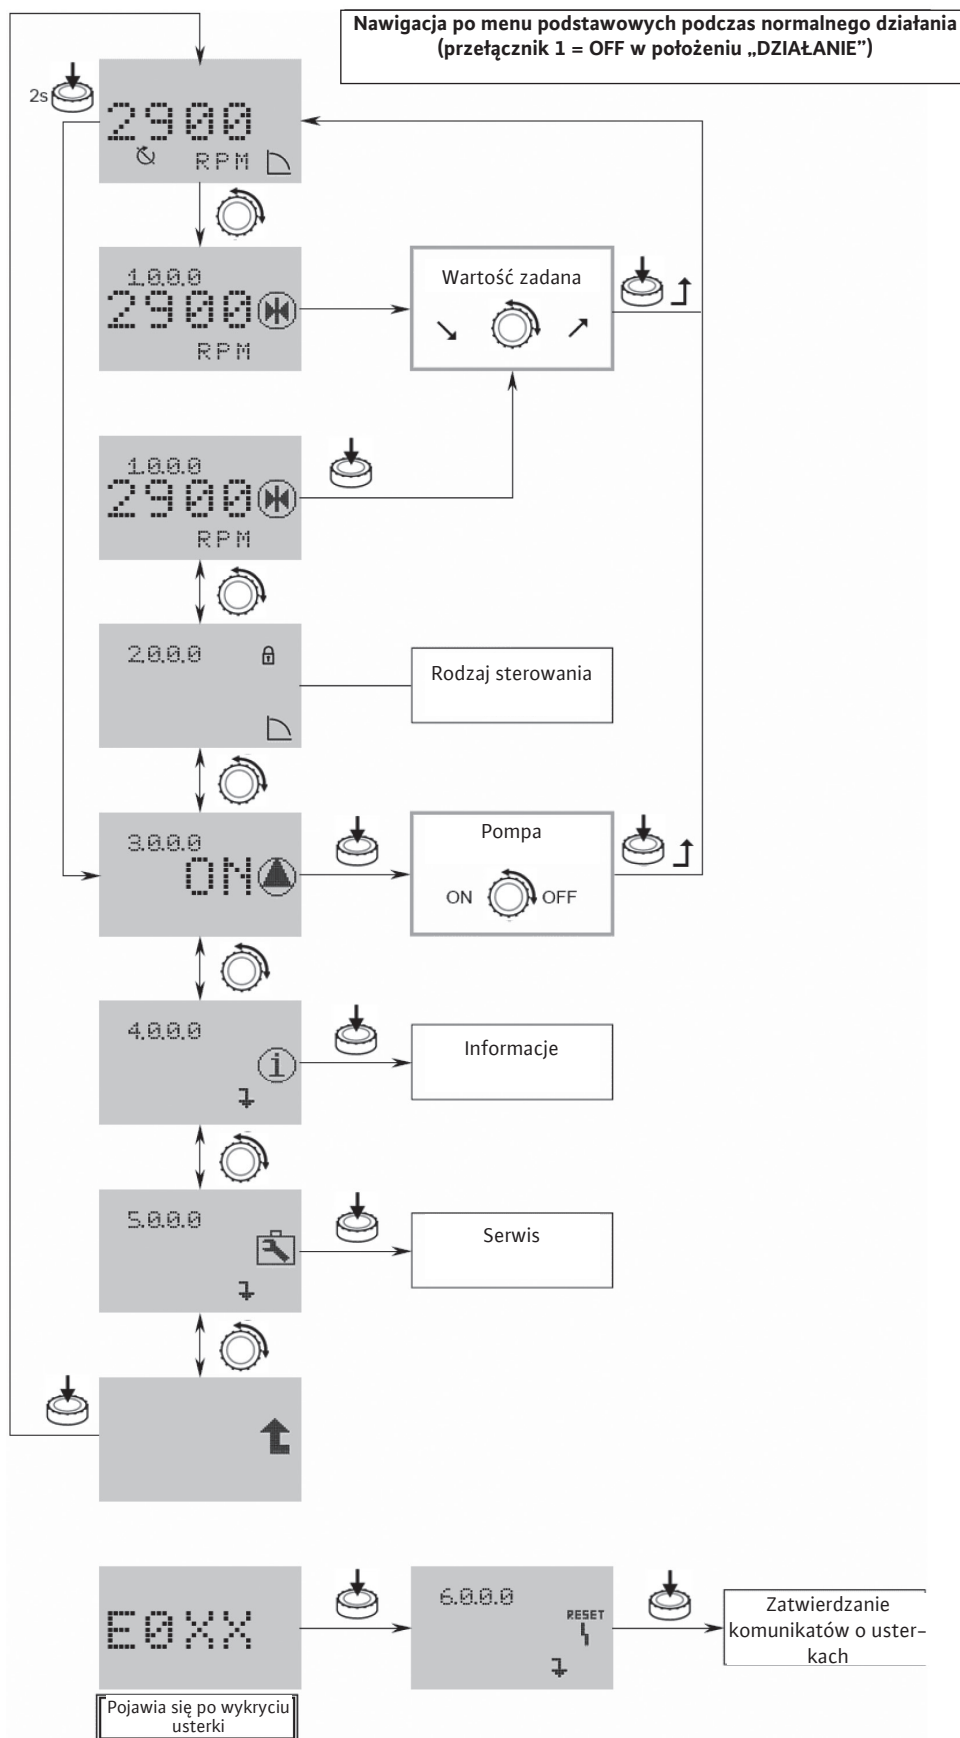 Nawigacja po menu podstawowych podczas normalnego działania
(przełącznik 1 = OFF w położeniu „DZIAŁANIE”)
2s
2900
RPM
1.0.0.0
2900
RPM
Wartość zadana
1.0.0.0
2900
RPM
2.0.0.0
Rodzaj sterowania
3.0.0.0
ON
Pompa
ON OFF
4.0.0.0
i
Informacje
5.0.0.0
Serwis
E0XX
6.0.0.0
RESET
Zatwierdzanie
komunikatów o uster-
kach
Pojawia się po wykryciu
usterki